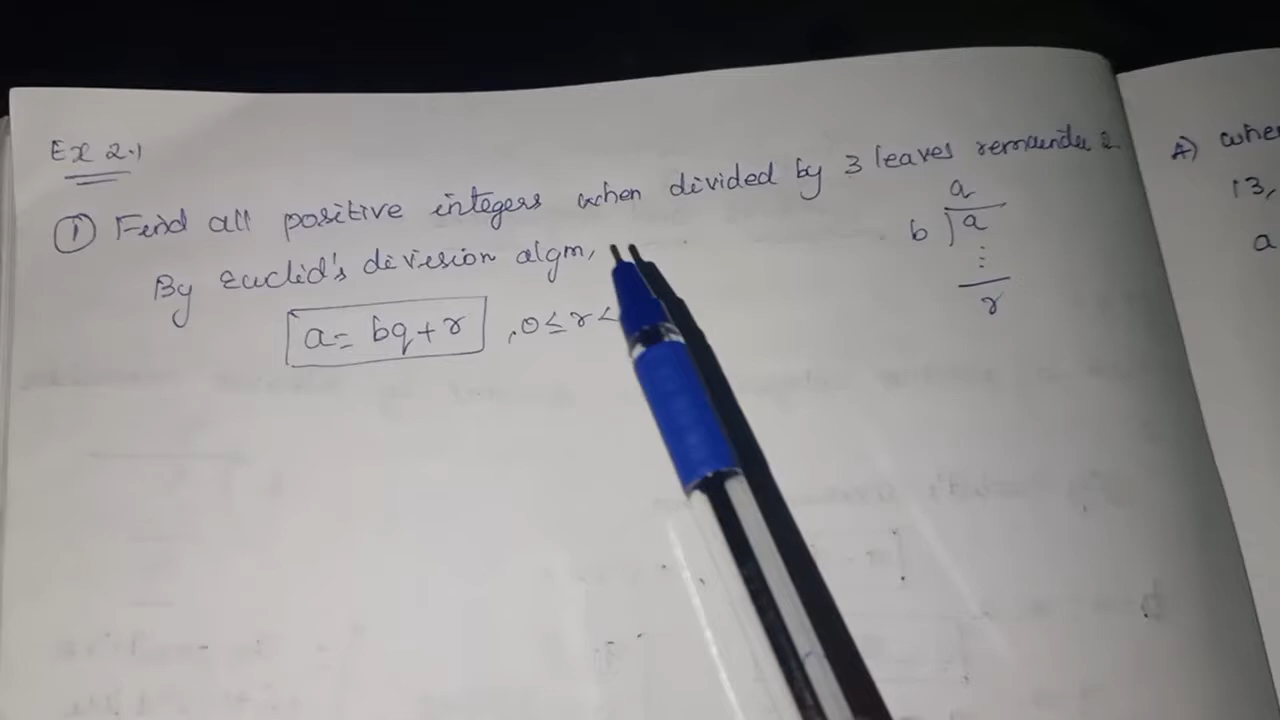 Ex 2.1
① Find all positive integers when divided by 3 leaves remainder 2.
By Euclid's division algm,
a = bq + r , 0 ≤ r <
a
b ) a
⋮
r
A) whe
13,
a